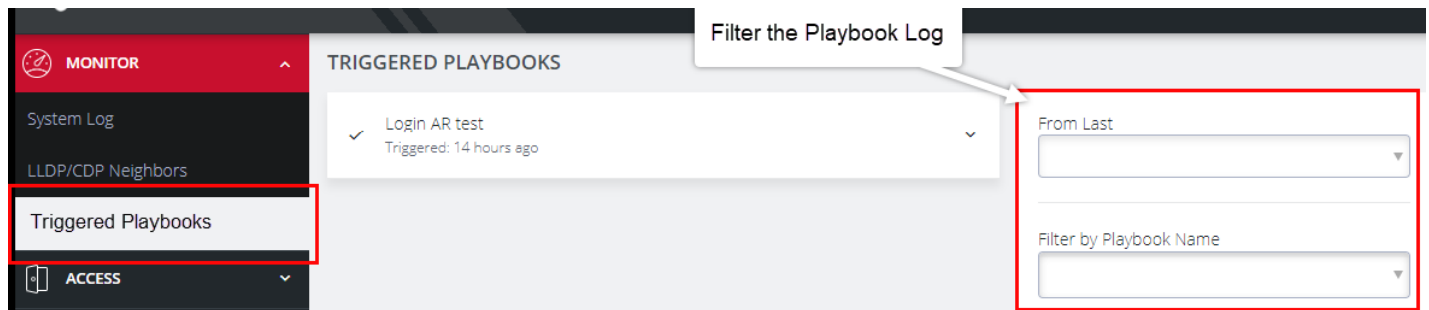 Filter the Playbook Log
MONITOR
System Log
LLDP/CDP Neighbors
Triggered Playbooks
ACCESS
TRIGGERED PLAYBOOKS
Login AR test
Triggered: 14 hours ago
From Last
Filter by Playbook Name